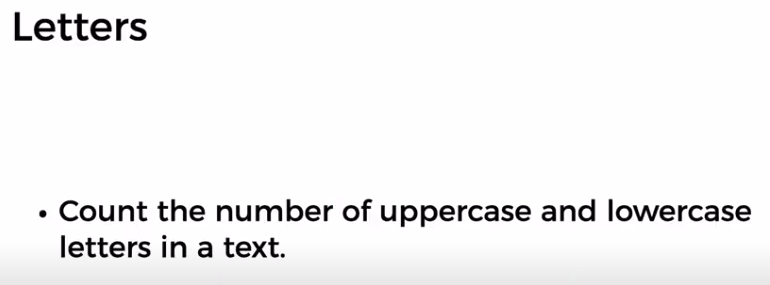 Letters
• Count the number of uppercase and lowercase
letters in a text.